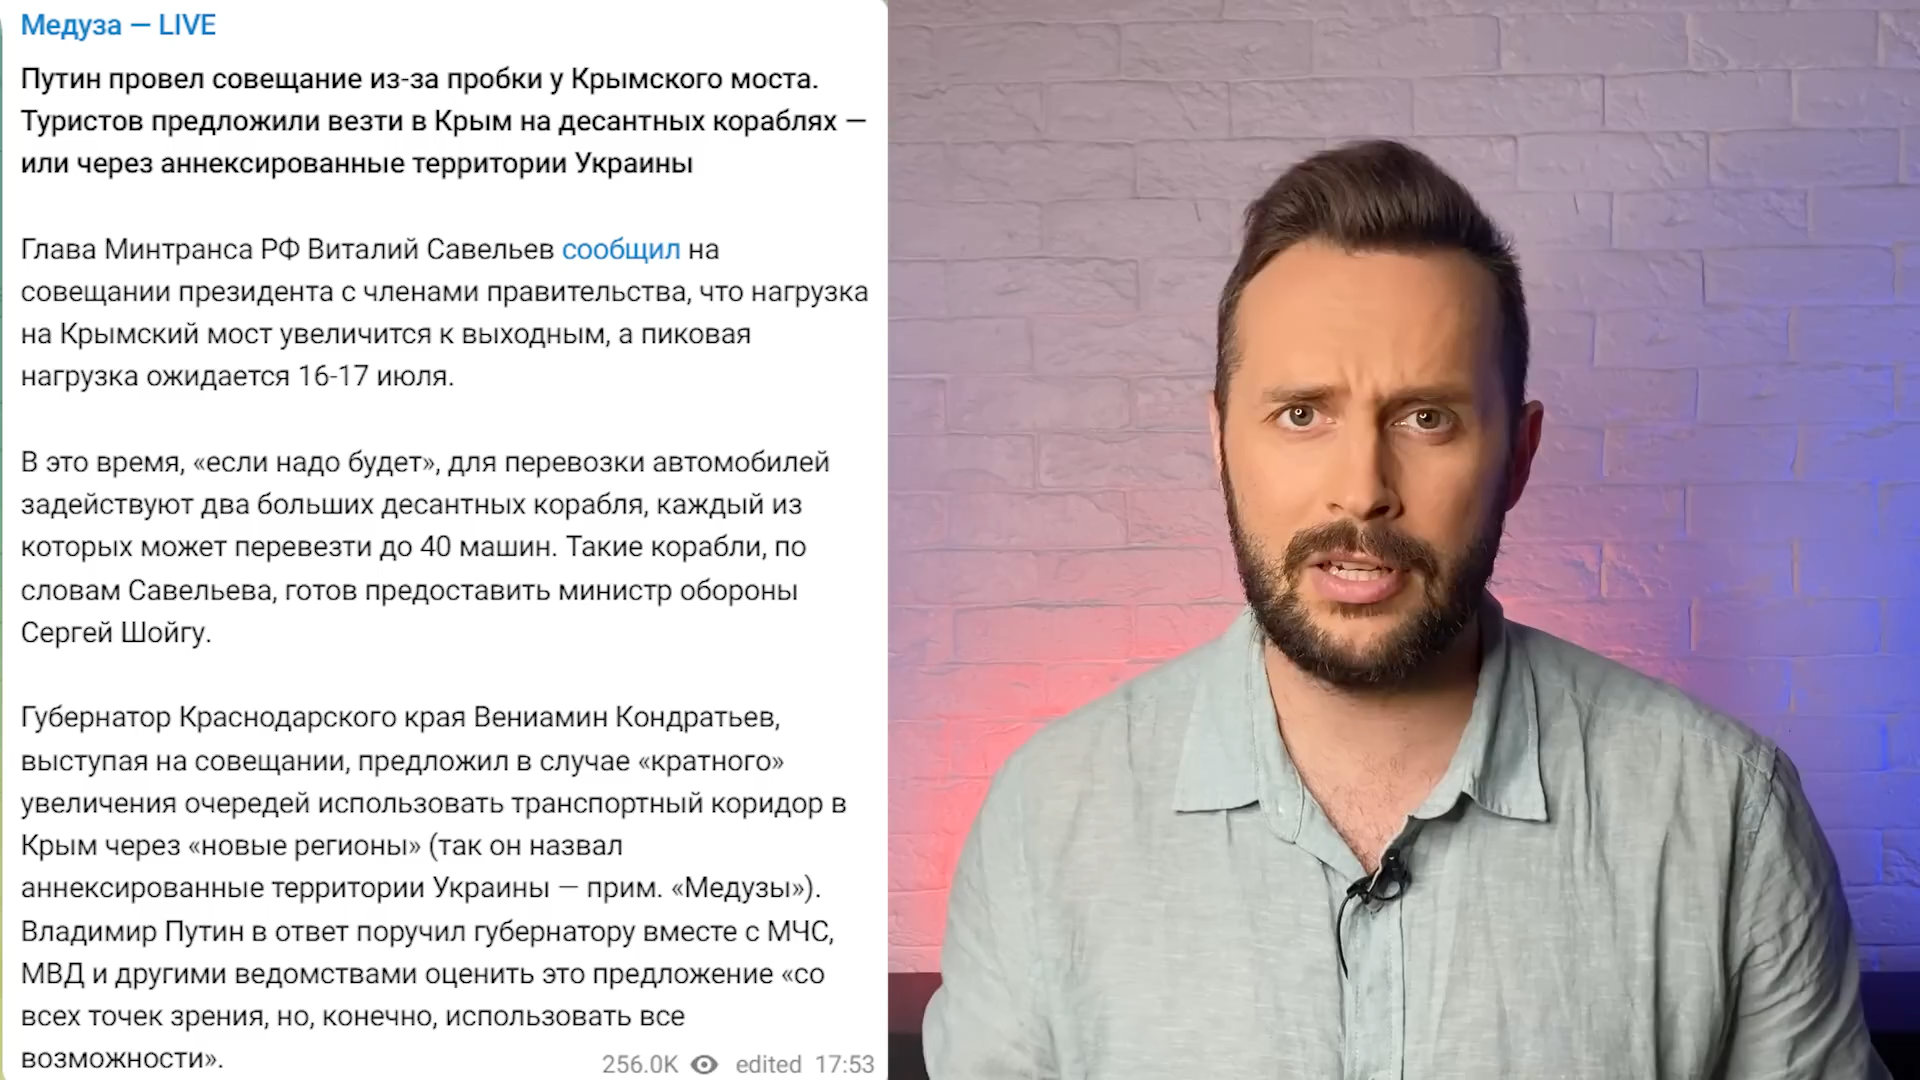 Медуза — LIVE
Путин провел совещание из-за пробки у Крымского моста.
Туристов предложили везти в Крым на десантных кораблях —
или через аннексированные территории Украины
Глава Минтранса РФ Виталий Савельев сообщил на
совещании президента с членами правительства, что нагрузка
на Крымский мост увеличится к выходным, а пиковая
нагрузка ожидается 16-17 июля.
В это время, «если надо будет», для перевозки автомобилей
задействуют два больших десантных корабля, каждый из
которых может перевезти до 40 машин. Такие корабли, по
словам Савельева, готов предоставить министр обороны
Сергей Шойгу.
Губернатор Краснодарского края Вениамин Кондратьев,
выступая на совещании, предложил в случае «кратного»
увеличения очередей использовать транспортный коридор в
Крым через «новые регионы» (так он назвал
аннексированные территории Украины — прим. «Медузы»).
Владимир Путин в ответ поручил губернатору вместе с МЧС,
МВД и другими ведомствами оценить это предложение «со
всех точек зрения, но, конечно, использовать все
возможности».
256.0K edited 17:53